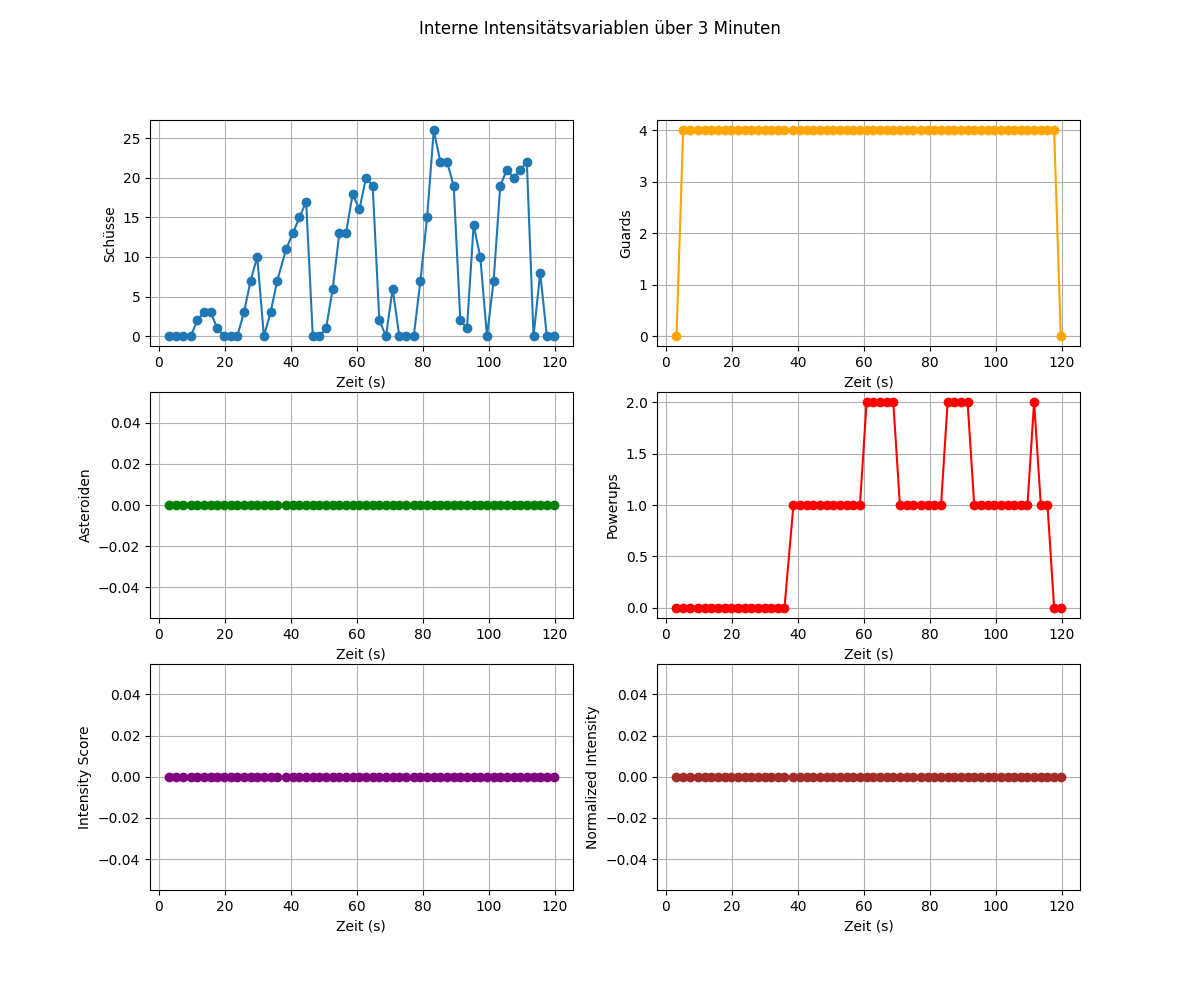 Interne Intensitätsvariablen über 3 Minuten
25
20
15
10
5
0
Schüsse
0 20 40 60 80 100 120
Zeit (s)
4
3
2
1
0
Guards
0 20 40 60 80 100 120
Zeit (s)
0.04
0.02
0.00
−0.02
−0.04
Asteroiden
0 20 40 60 80 100 120
Zeit (s)
2.0
1.5
1.0
0.5
0.0
Powerups
0 20 40 60 80 100 120
Zeit (s)
0.04
0.02
0.00
−0.02
−0.04
Intensity Score
0 20 40 60 80 100 120
Zeit (s)
0.04
0.02
0.00
−0.02
−0.04
Normalized Intensity
0 20 40 60 80 100 120
Zeit (s)